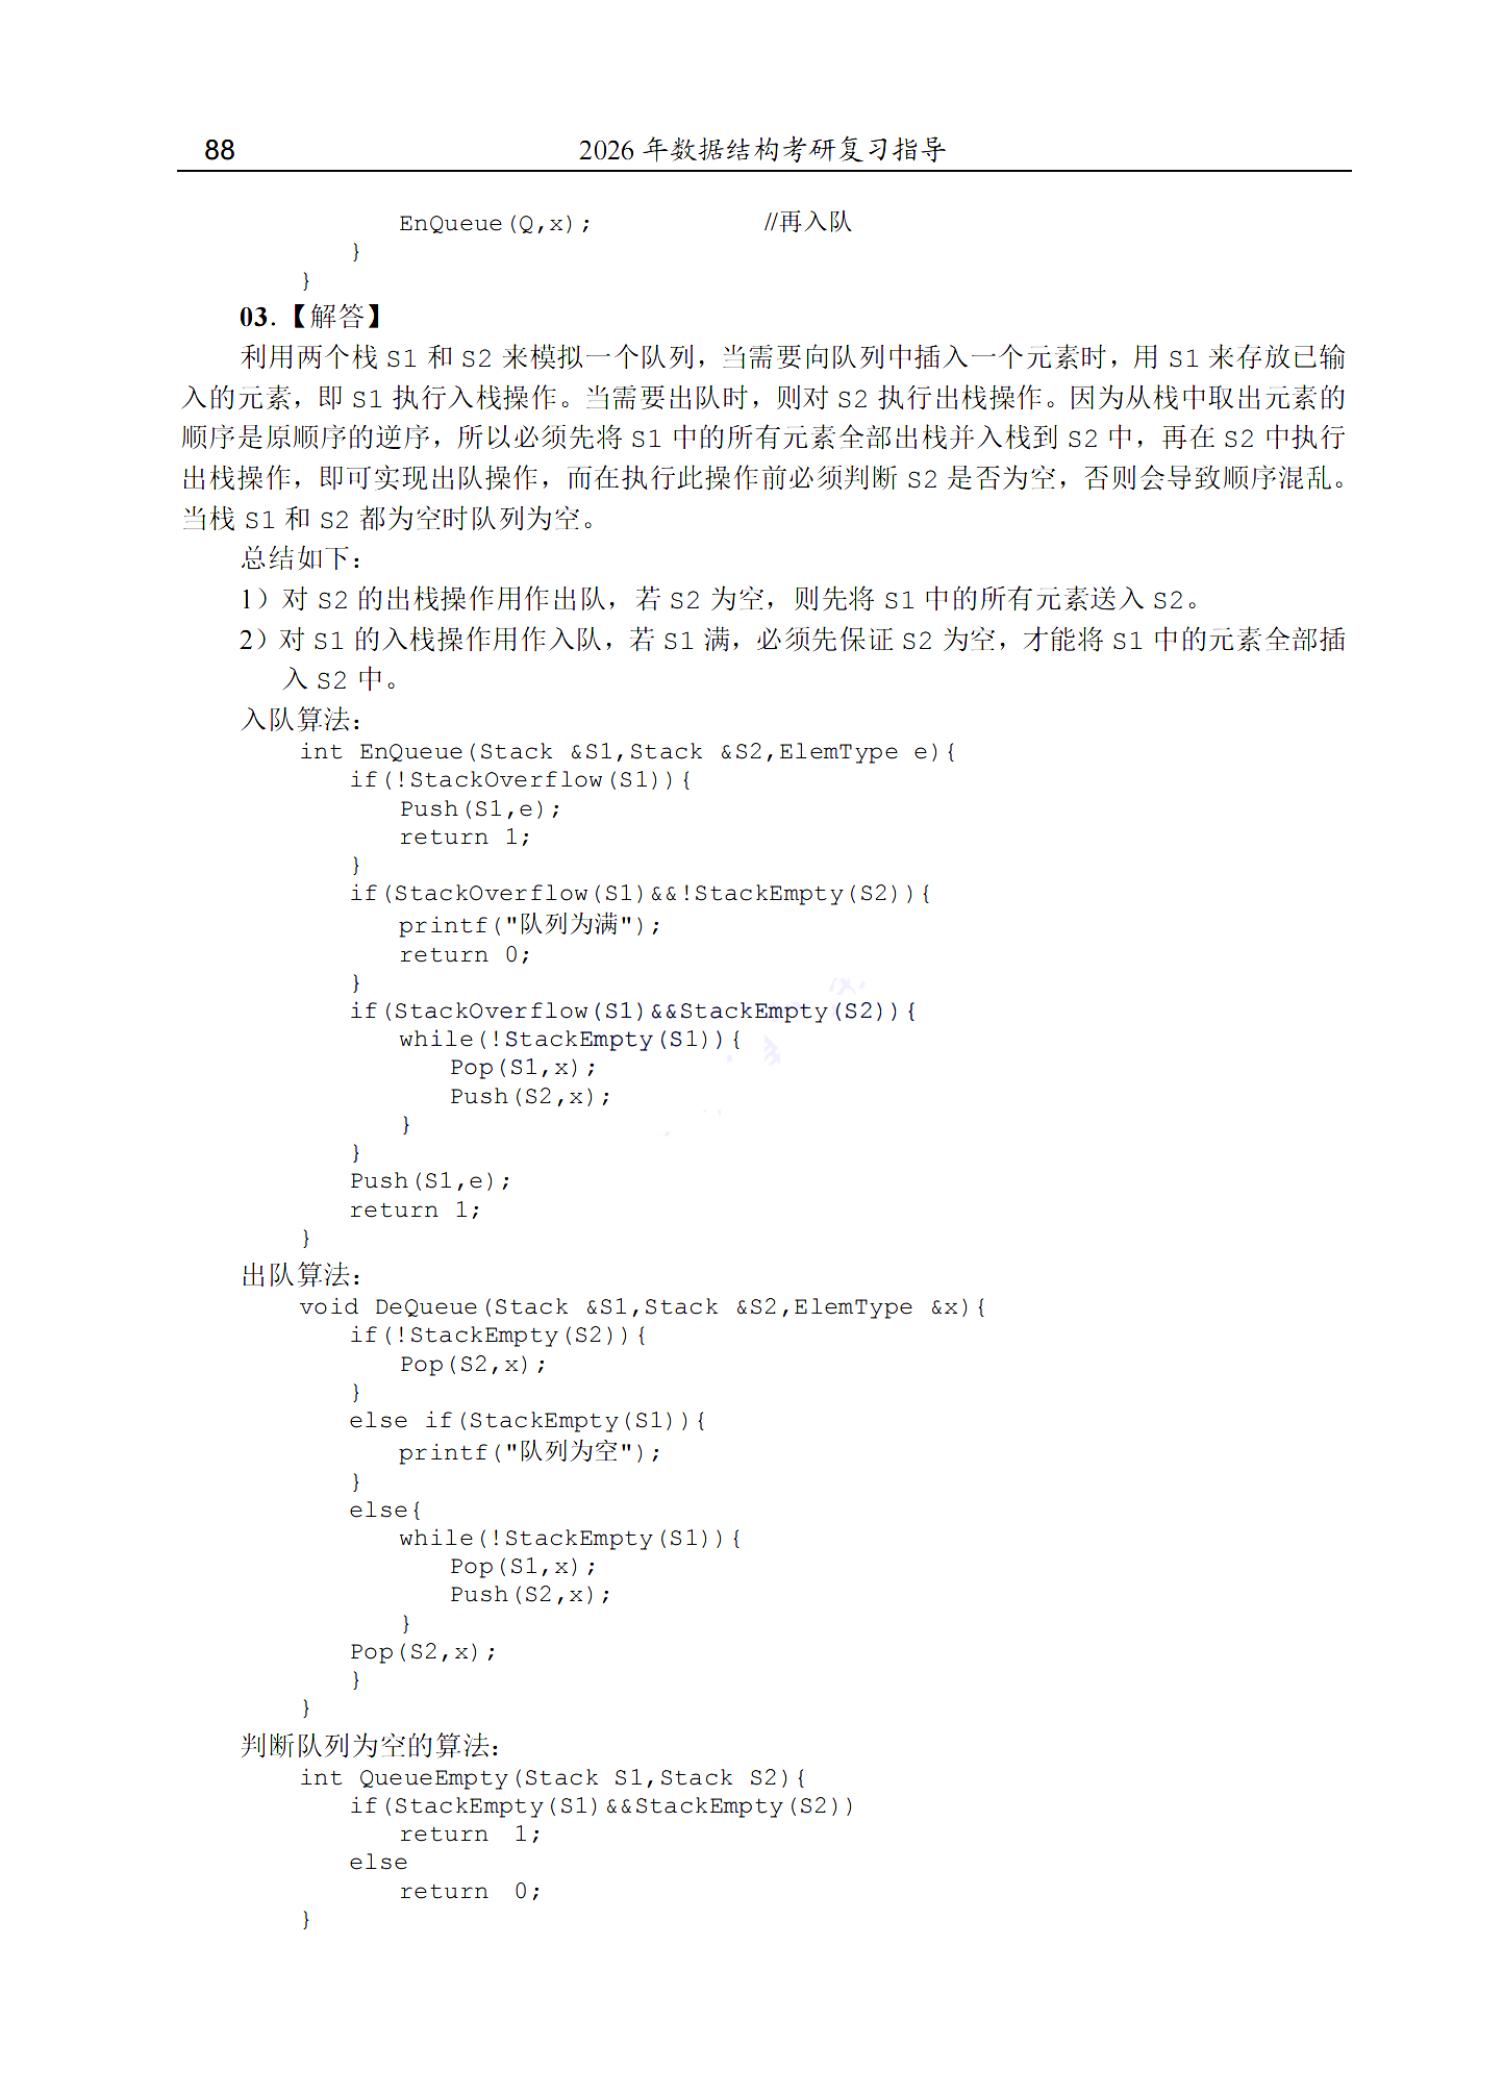 88 2026 年数据结构考研复习指导
EnQueue(Q,x); //再入队
}
}
03.【解答】
利用两个栈 S1 和 S2 来模拟一个队列，当需要向队列中插入一个元素时，用 S1 来存放已输
入的元素，即 S1 执行入栈操作。当需要出队时，则对 S2 执行出栈操作。因为从栈中取出元素的
顺序是原顺序的逆序，所以必须先将 S1 中的所有元素全部出栈并入栈到 S2 中，再在 S2 中执行
出栈操作，即可实现出队操作，而在执行此操作前必须判断 S2 是否为空，否则会导致顺序混乱。
当栈 S1 和 S2 都为空时队列为空。
总结如下：
1）对 S2 的出栈操作用作出队，若 S2 为空，则先将 S1 中的所有元素送入 S2。
2）对 S1 的入栈操作用作入队，若 S1 满，必须先保证 S2 为空，才能将 S1 中的元素全部插
入 S2 中。
入队算法：
int EnQueue(Stack &S1,Stack &S2,ElemType e){
if(!StackOverflow(S1)){
Push(S1,e);
return 1;
}
if(StackOverflow(S1)&&!StackEmpty(S2)){
printf("队列为满");
return 0;
}
if(StackOverflow(S1)&&StackEmpty(S2)){
while(!StackEmpty(S1)){
Pop(S1,x);
Push(S2,x);
}
}
Push(S1,e);
return 1;
}
出队算法：
void DeQueue(Stack &S1,Stack &S2,ElemType &x){
if(!StackEmpty(S2)){
Pop(S2,x);
}
else if(StackEmpty(S1)){
printf("队列为空");
}
else{
while(!StackEmpty(S1)){
Pop(S1,x);
Push(S2,x);
}
Pop(S2,x);
}
}
判断队列为空的算法：
int QueueEmpty(Stack S1,Stack S2){
if(StackEmpty(S1)&&StackEmpty(S2))
return 1;
else
return 0;
}